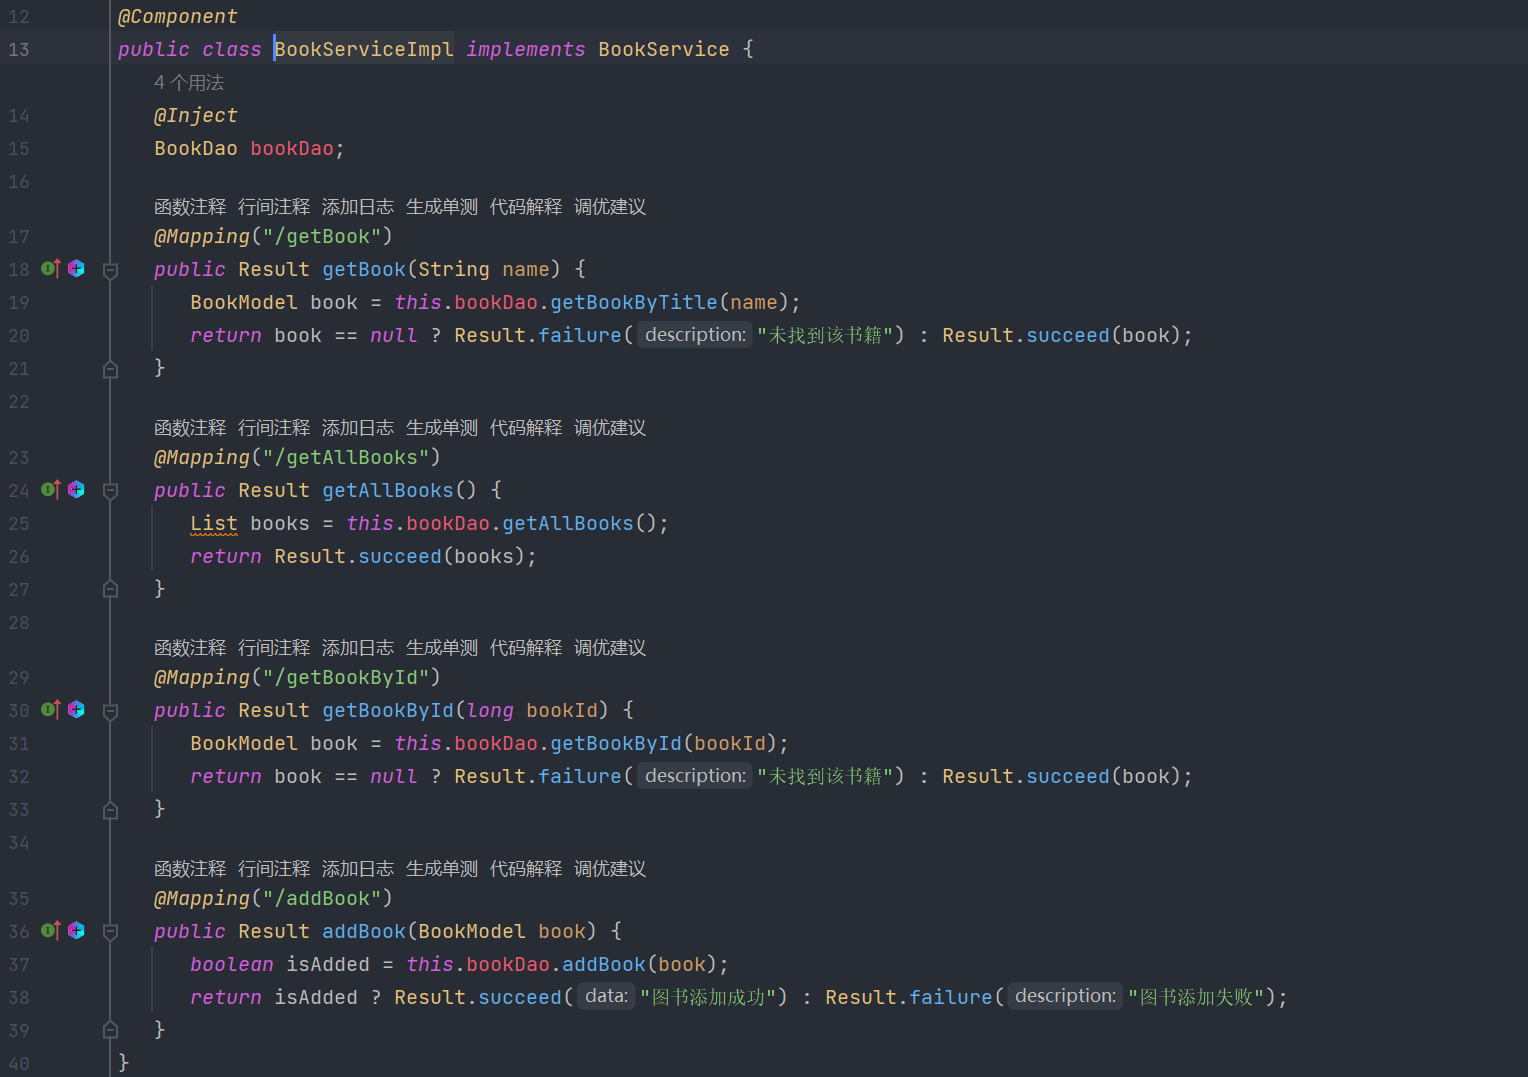 12 @Component
13 public class BookServiceImpl implements BookService {
4 个用法
14 @Inject
15 BookDao bookDao;
16
函数注释 行间注释 添加日志 生成单测 代码解释 调优建议
17 @Mapping("/getBook")
18 public Result getBook(String name) {
19 BookModel book = this.bookDao.getBookByTitle(name);
20 return book == null ? Result.failure( description: "未找到该书籍") : Result.succeed(book);
21 }
22
函数注释 行间注释 添加日志 生成单测 代码解释 调优建议
23 @Mapping("/getAllBooks")
24 public Result getAllBooks() {
25 List books = this.bookDao.getAllBooks();
26 return Result.succeed(books);
27 }
28
函数注释 行间注释 添加日志 生成单测 代码解释 调优建议
29 @Mapping("/getBookById")
30 public Result getBookById(long bookId) {
31 BookModel book = this.bookDao.getBookById(bookId);
32 return book == null ? Result.failure( description: "未找到该书籍") : Result.succeed(book);
33 }
34
函数注释 行间注释 添加日志 生成单测 代码解释 调优建议
35 @Mapping("/addBook")
36 public Result addBook(BookModel book) {
37 boolean isAdded = this.bookDao.addBook(book);
38 return isAdded ? Result.succeed( data: "图书添加成功") : Result.failure( description: "图书添加失败");
39 }
40 }